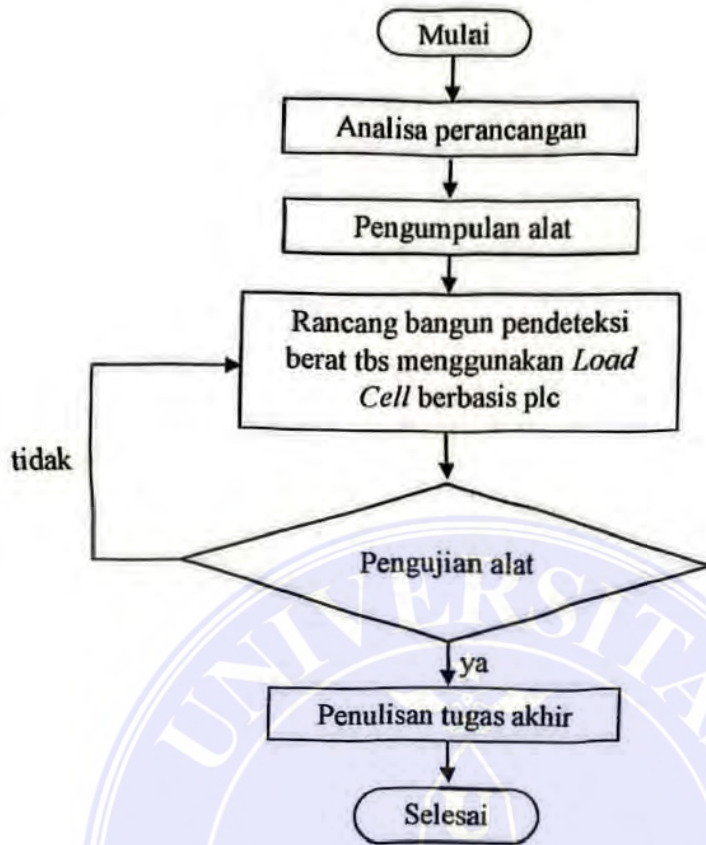 Mulai
Analisa perancangan
Pengumpulan alat
Rancang bangun pendeteksi
berat tbs menggunakan Load
Cell berbasis plc
tidak
Pengujian alat
ya
Penulisan tugas akhir
Selesai
UNIVERSITA